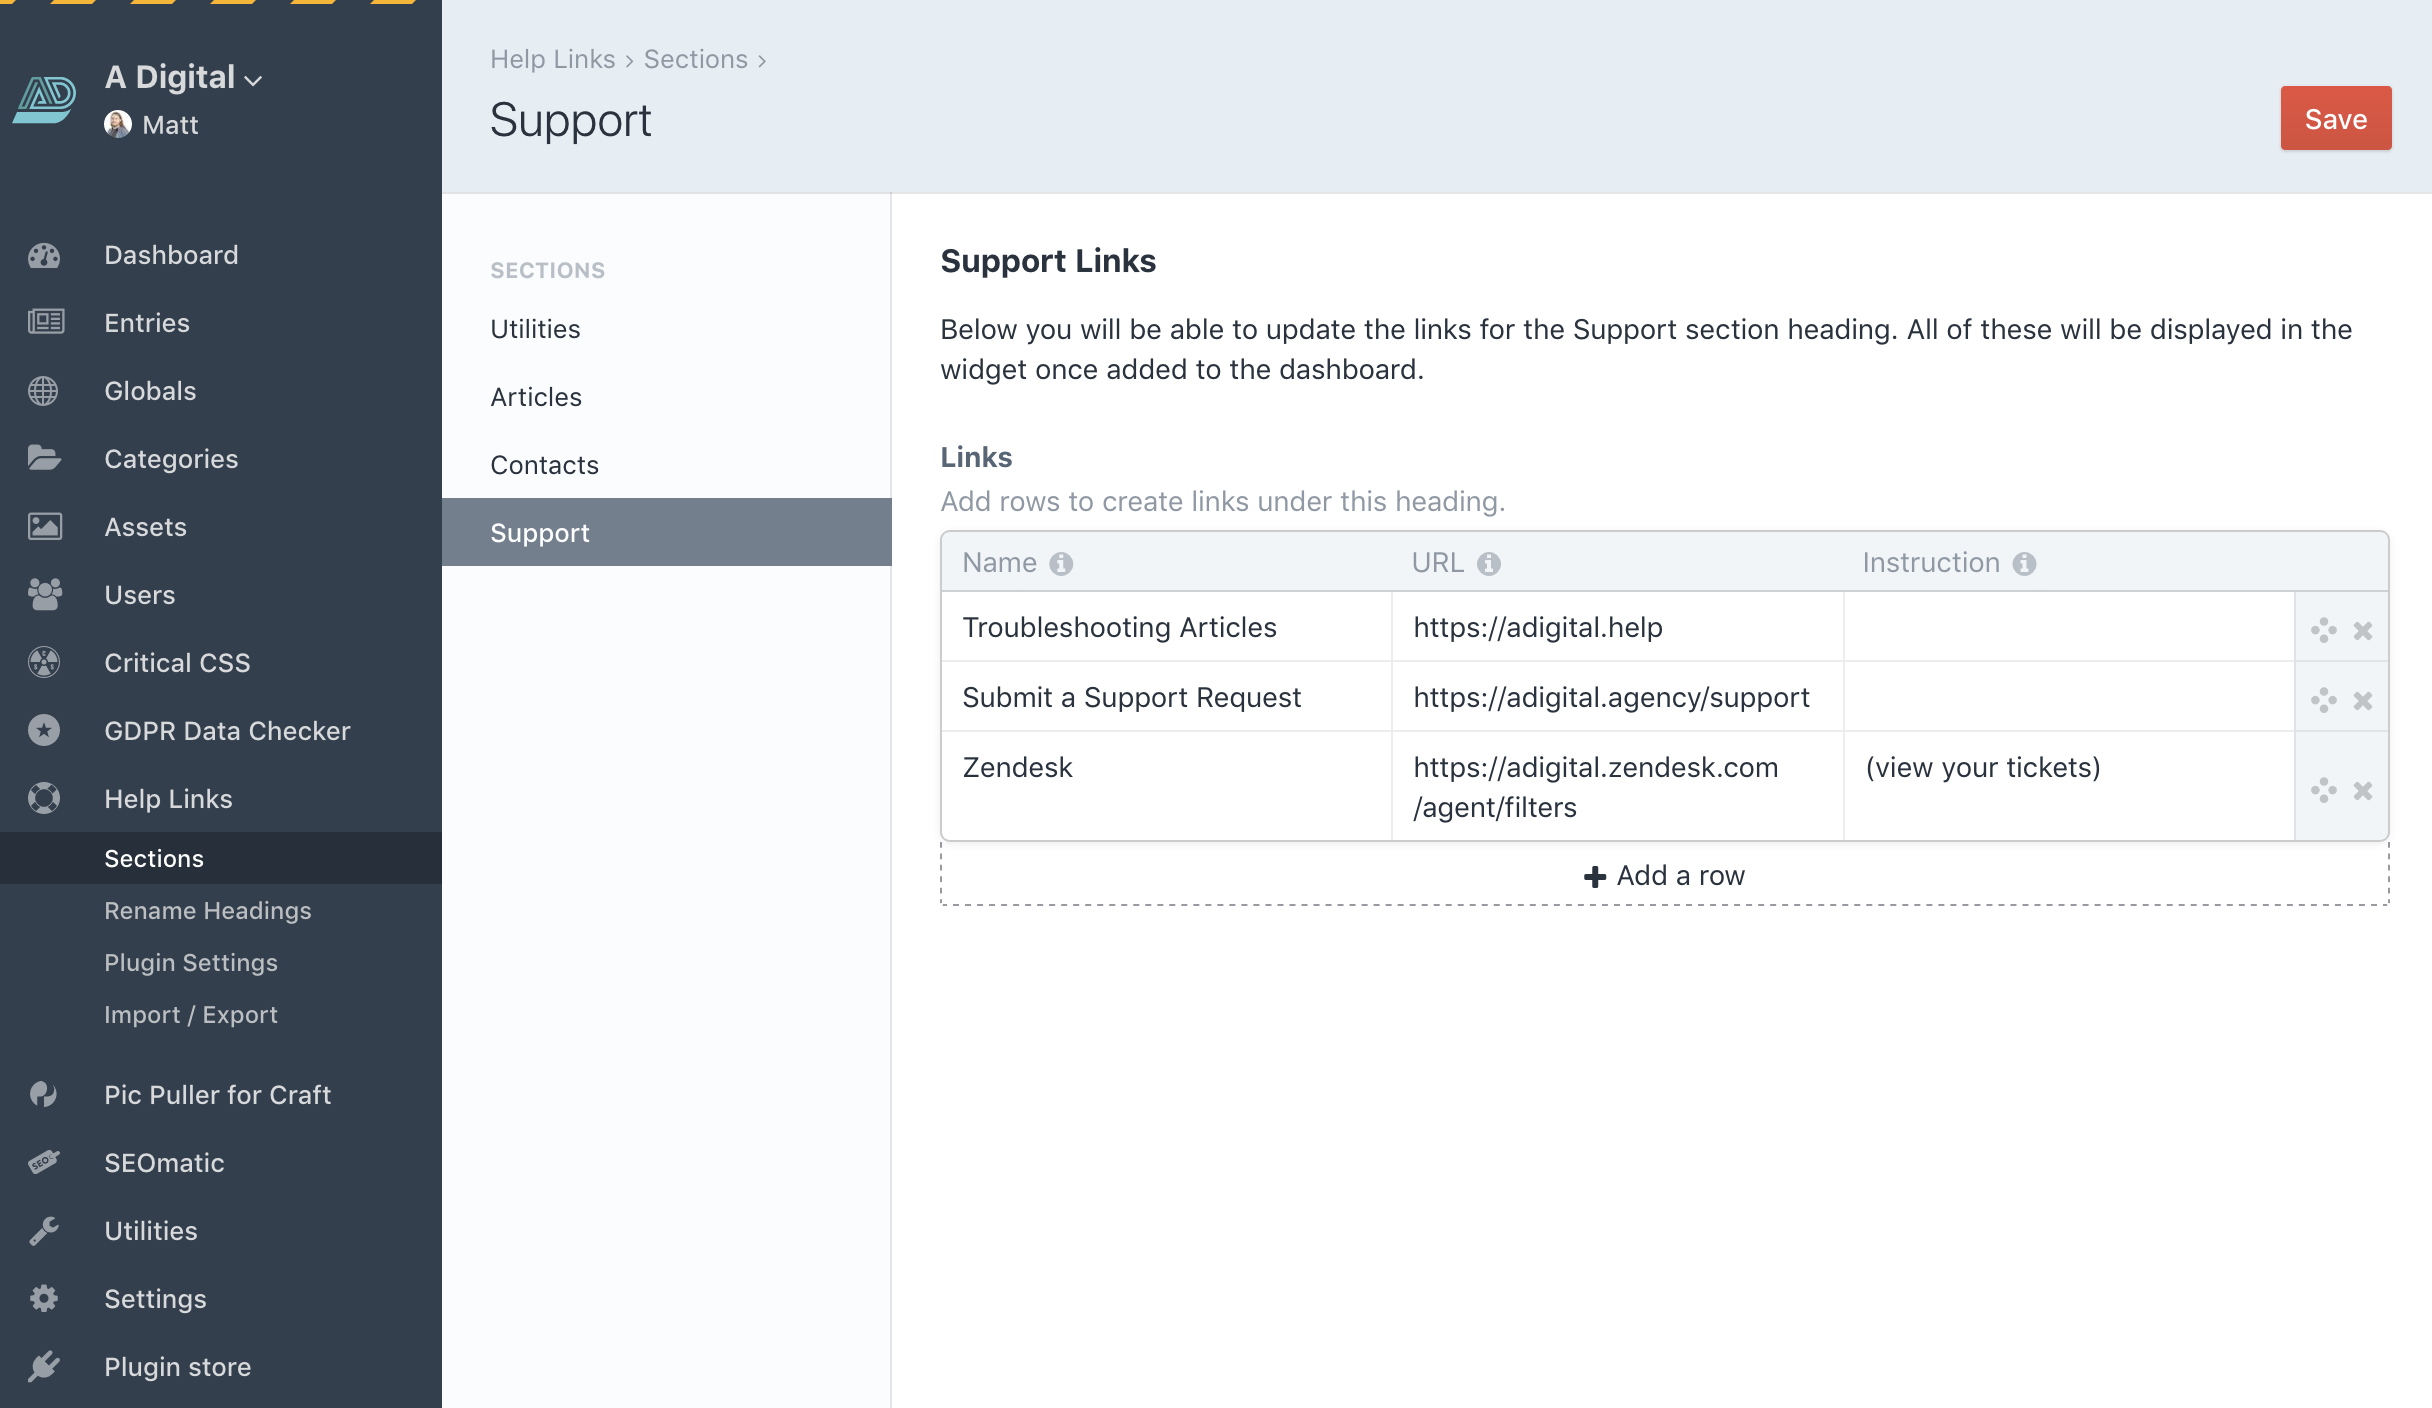 A Digital
Matt
Dashboard
Entries
Globals
Categories
Assets
Users
Critical CSS
GDPR Data Checker
Help Links
Sections
Rename Headings
Plugin Settings
Import / Export
Pic Puller for Craft
SEOmatic
Utilities
Settings
Plugin store
Help Links › Sections ›
Support
Save
SECTIONS
Utilities
Articles
Contacts
Support
Support Links
Below you will be able to update the links for the Support section heading. All of these will be displayed in the
widget once added to the dashboard.
Links
Add rows to create links under this heading.
Name URL Instruction
Troubleshooting Articles https://adigital.help
Submit a Support Request https://adigital.agency/support
Zendesk https://adigital.zendesk.com (view your tickets)
/agent/filters
Add a row